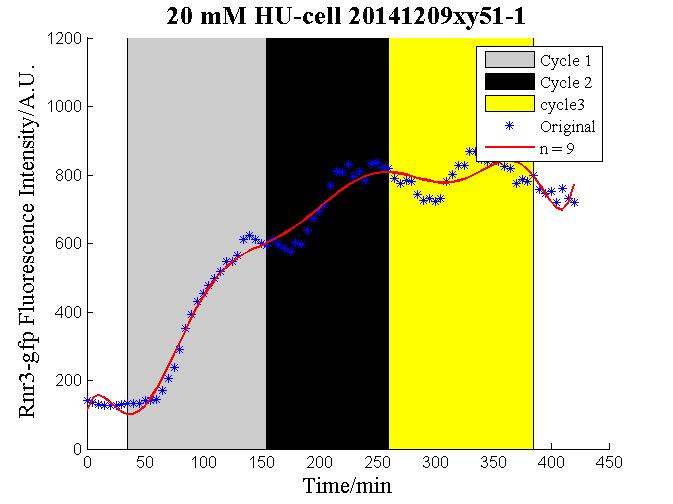 20 mM HU-cell 20141209xy51-1
Rnr3-gfp Fluorescence Intensity/A.U.
1200
1000
800
600
400
200
0
Cycle 1
Cycle 2
cycle3
Original
n = 9
0 50 100 150 200 250 300 350 400 450
Time/min